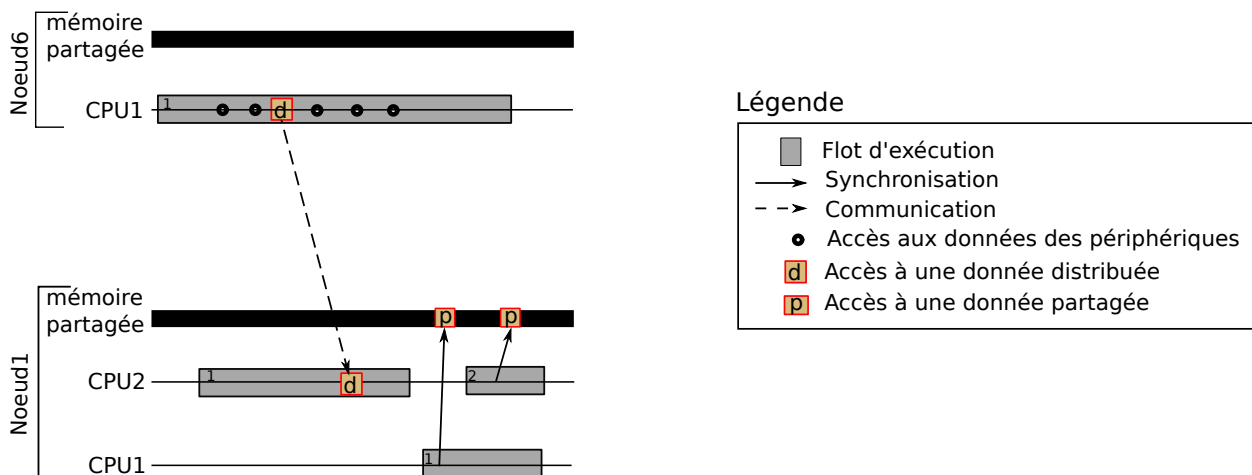 mémoire
partagée
Noeud6
CPU1
1
d
Légende
Flot d'exécution
Synchronisation
Communication
Accès aux données des périphériques
d Accès à une donnée distribuée
p Accès à une donnée partagée
mémoire
partagée
p p
Noeud1
CPU2
1
d
2
CPU1
1